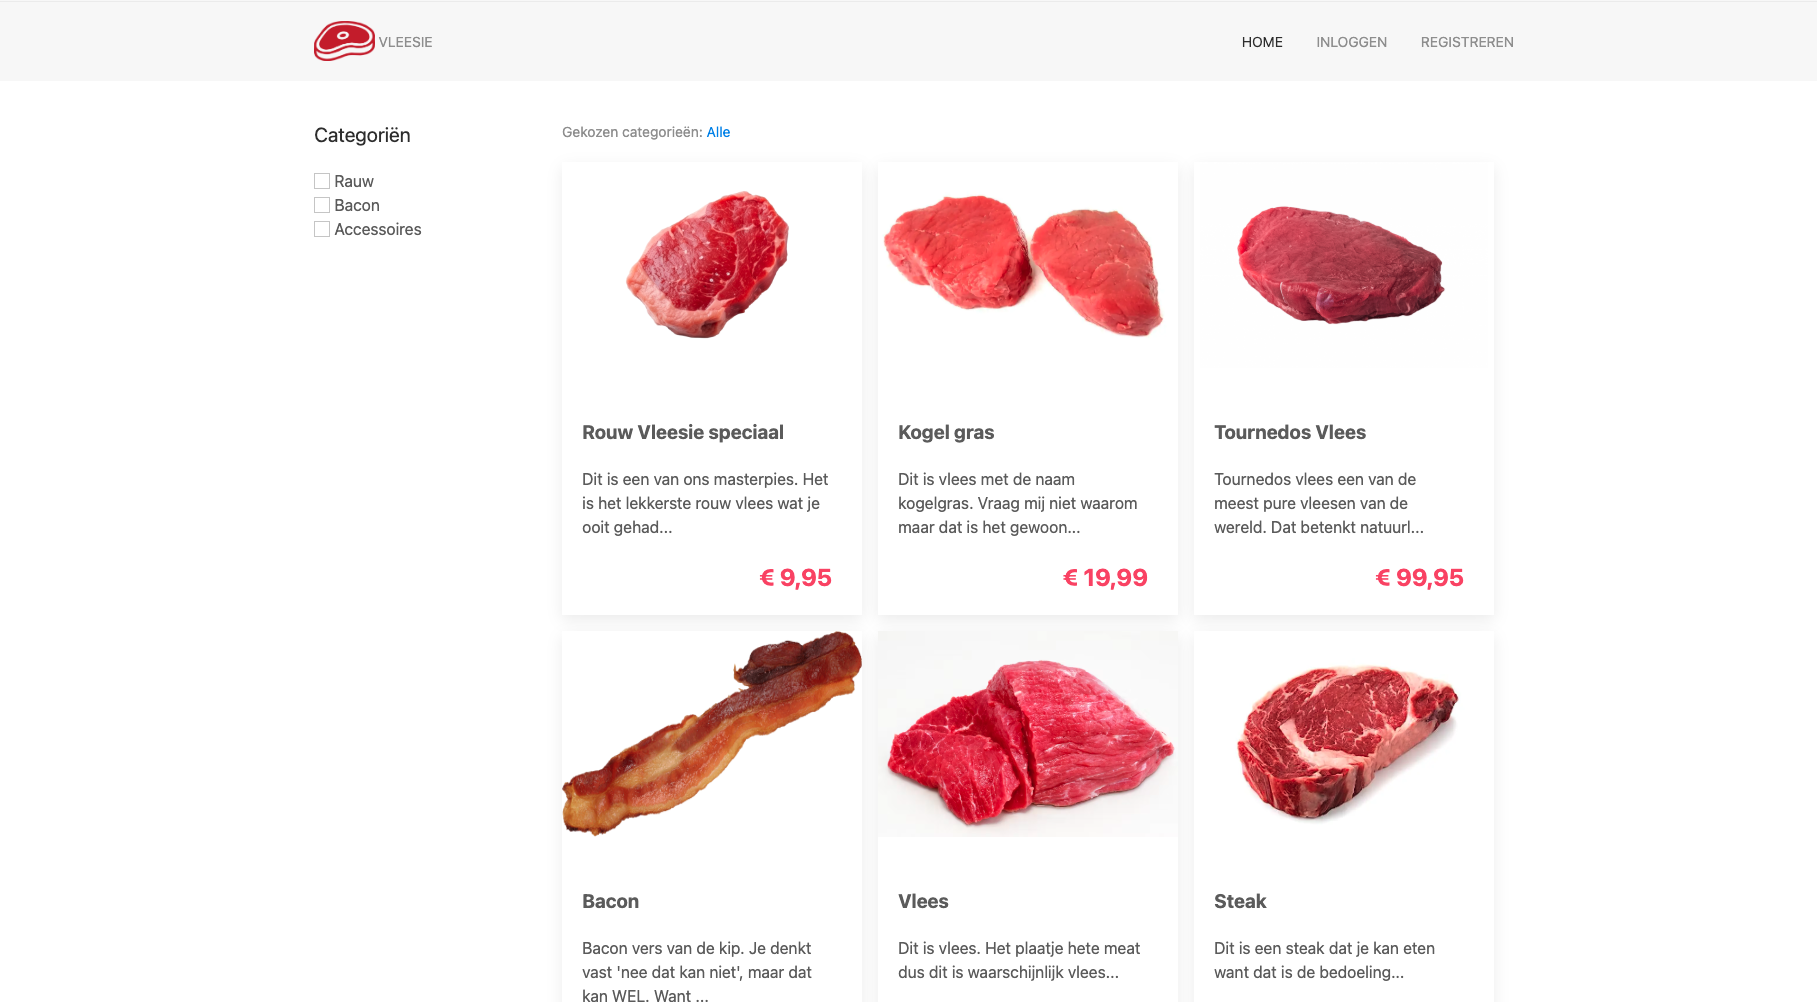 VLEESIE
HOME
INLOGGEN
REGISTREREN
Categoriën
Rauw
Bacon
Accessoires
Gekozen categorieën: Alle
Rouw Vleesie speciaal
Dit is een van ons masterpies. Het
is het lekkerste rouw vlees wat je
ooit gehad...
€ 9,95
Kogel gras
Dit is vlees met de naam
kogelgras. Vraag mij niet waarom
maar dat is het gewoon...
€ 19,99
Tournedos Vlees
Tournedos vlees een van de
meest pure vleesen van de
wereld. Dat betenkt natuurl...
€ 99,95
Bacon
Bacon vers van de kip. Je denkt
vast 'nee dat kan niet', maar dat
kan WEL. Want ...
Vlees
Dit is vlees. Het plaatje hete meat
dus dit is waarschijnlijk vlees...
Steak
Dit is een steak dat je kan eten
want dat is de bedoeling...